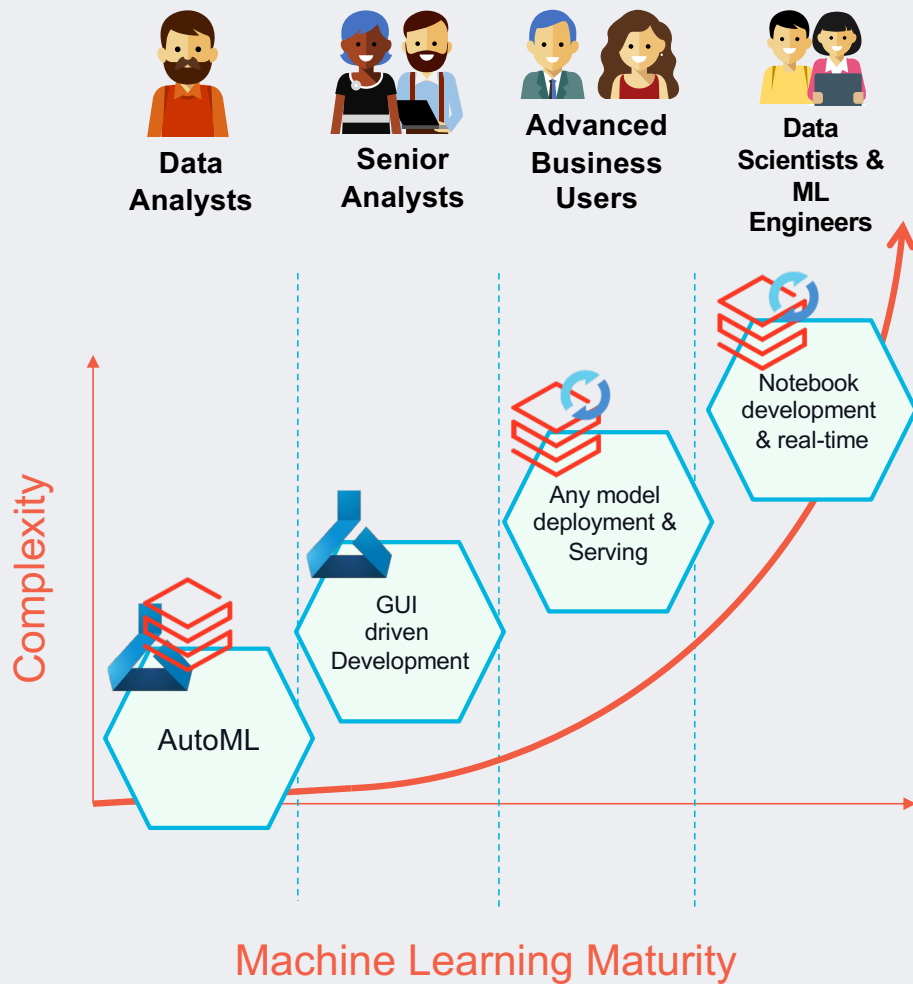 Data
Analysts
Senior
Analysts
Advanced
Business
Users
Data
Scientists &
ML
Engineers
Notebook
development
& real-time
Any model
deployment &
Serving
GUI
driven
Development
AutoML
Complexity
Machine Learning Maturity